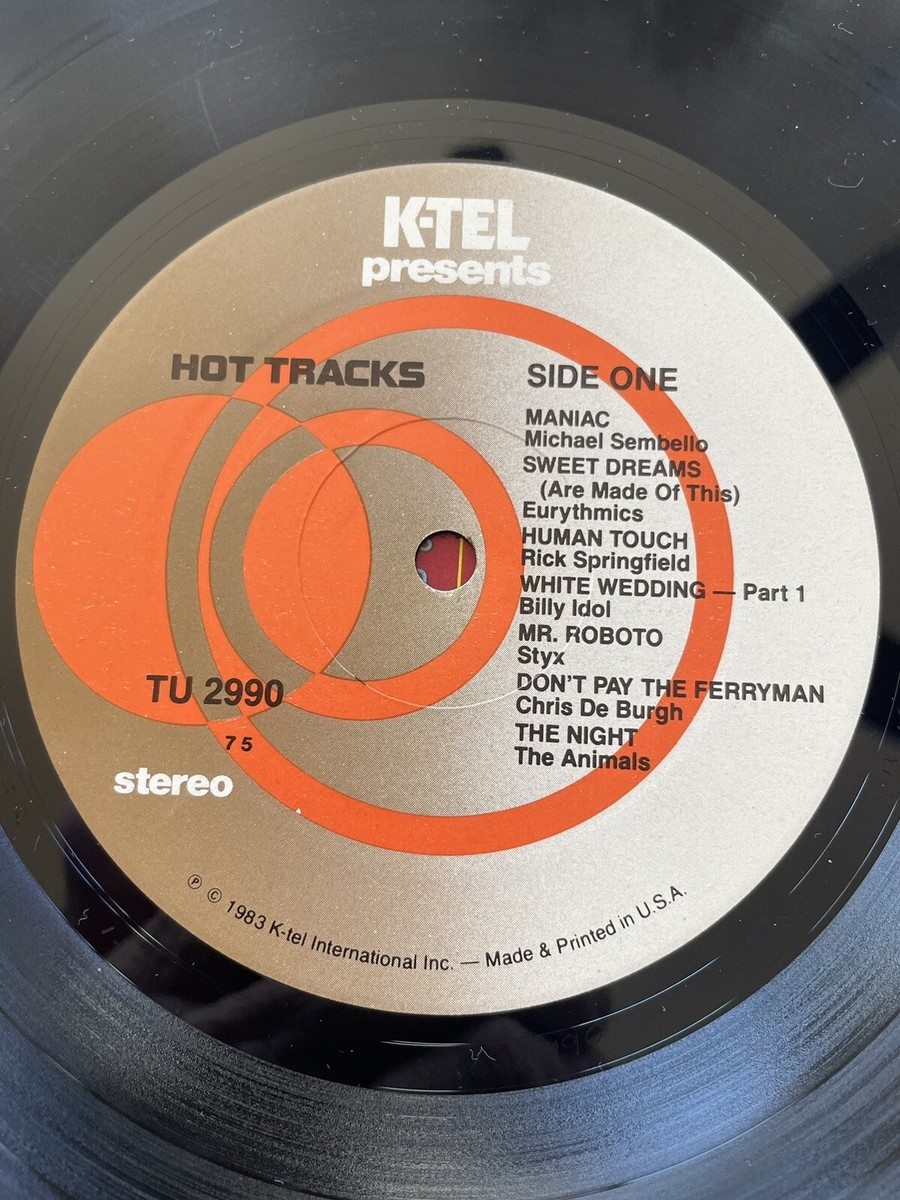 K-TEL
presents
HOT TRACKS
SIDE ONE
MANIAC
Michael Sembello
SWEET DREAMS
(Are Made Of This)
Eurythmics
HUMAN TOUCH
Rick Springfield
WHITE WEDDING — Part 1
Billy Idol
MR. ROBOTO
Styx
DON'T PAY THE FERRYMAN
Chris De Burgh
THE NIGHT
The Animals
TU 2990
75
stereo
Ⓟ © 1983 K-tel International Inc. — Made & Printed in U.S.A.